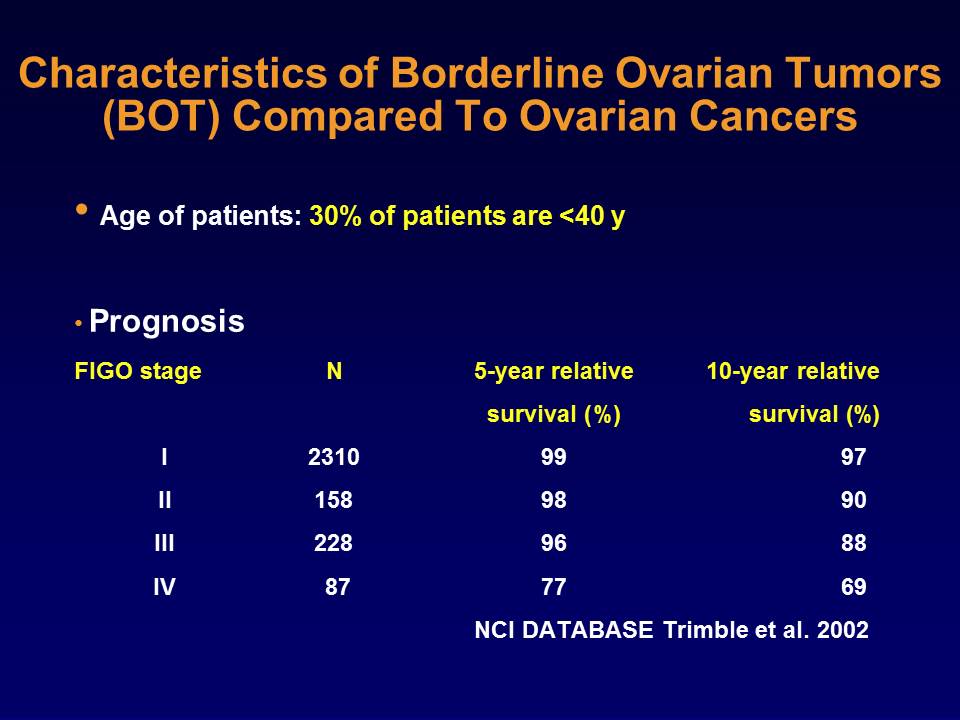 Characteristics of Borderline Ovarian Tumors
(BOT) Compared To Ovarian Cancers
• Age of patients: 30% of patients are <40 y
• Prognosis
FIGO stage N 5-year relative 10-year relative
survival (%) survival (%)
I 2310 99 97
II 158 98 90
III 228 96 88
IV 87 77 69
NCI DATABASE Trimble et al. 2002